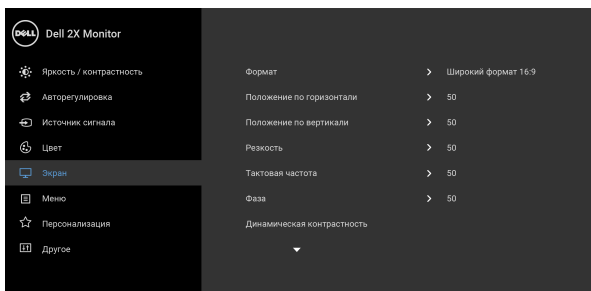 DELL Dell 2X Monitor
Яркость / контрастность
Авторегулировка
Источник сигнала
Цвет
Экран
Меню
Персонализация
Другое
Формат Широкий формат 16:9
Положение по горизонтали 50
Положение по вертикали 50
Резкость 50
Тактовая частота 50
Фаза 50
Динамическая контрастность